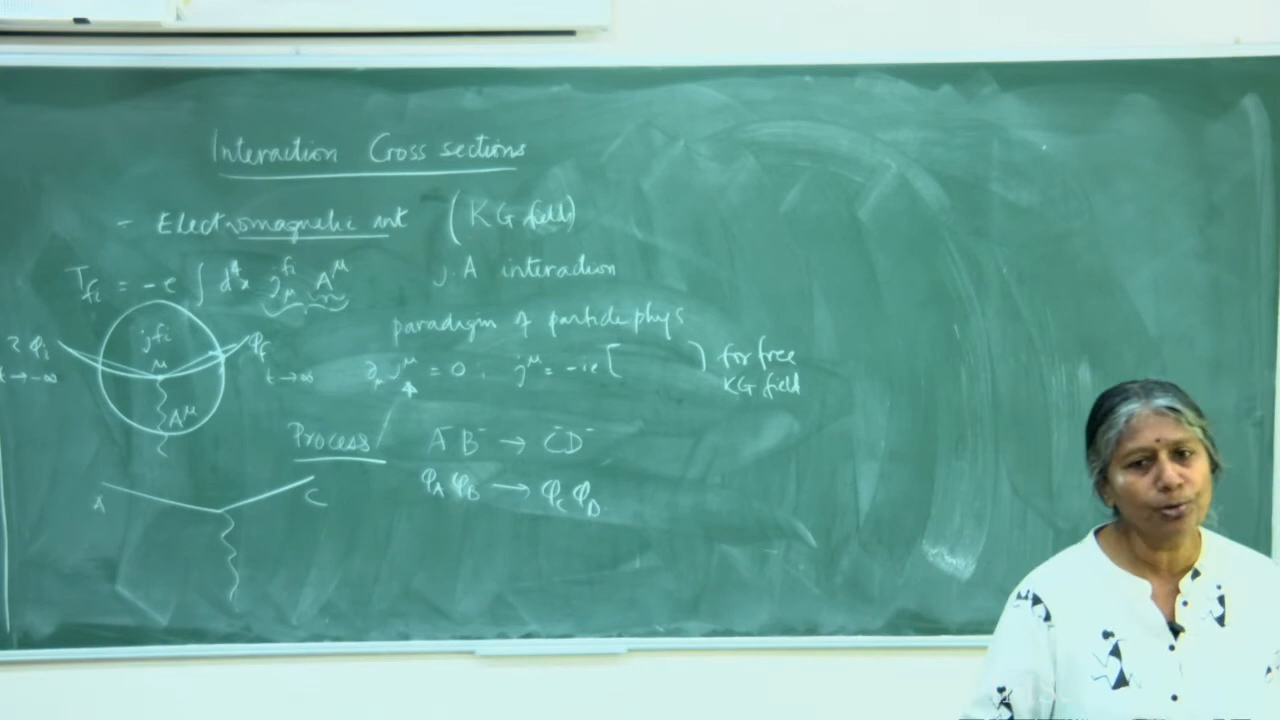 Interaction Cross sections
- Electromagnetic int (KG field)
T_fi = -e ∫ d⁴x j_μ^fi A^μ
j.A interaction
paradigm of particle phys
φ_i t → -∞
j^fi
μ
A^μ
φ_f t → ∞
∂_μ j^μ = 0, j^μ = -ie [ ] for free KG field
Process A⁻ B⁻ → C⁻ D⁻
φ_A φ_B → φ_C φ_D
A C